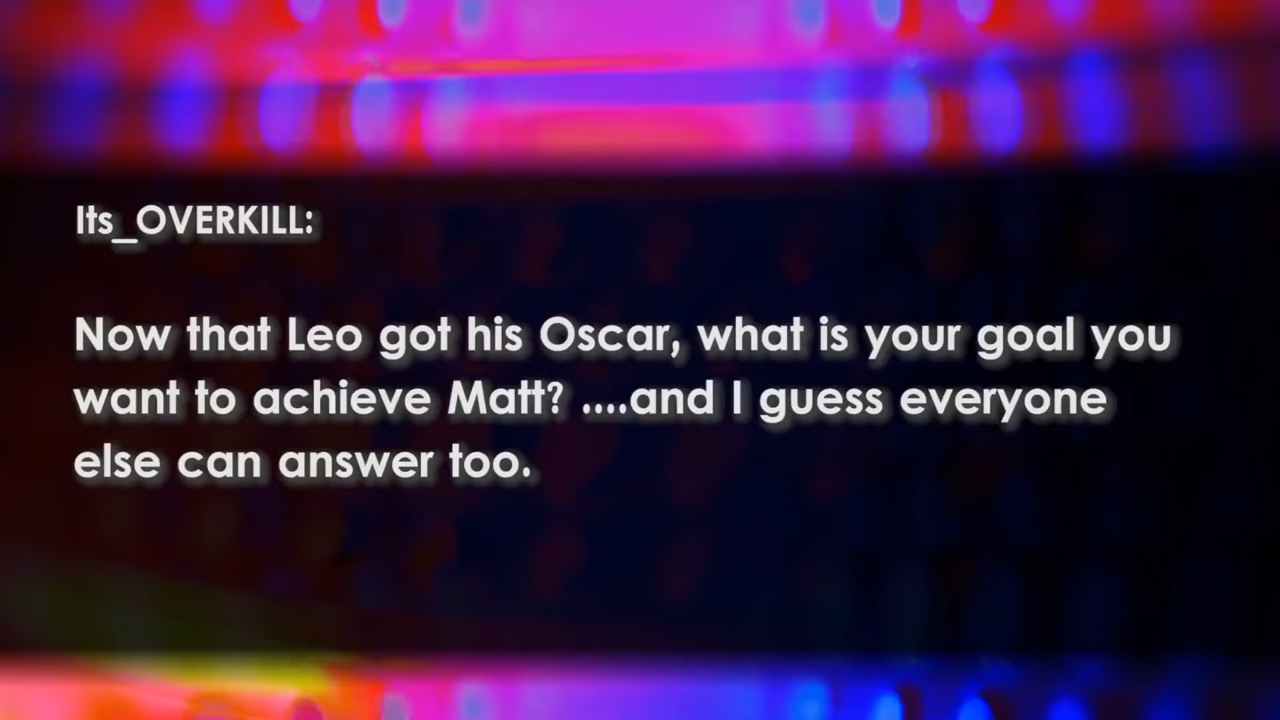 Its_OVERKILL:
Now that Leo got his Oscar, what is your goal you
want to achieve Matt? ....and I guess everyone
else can answer too.